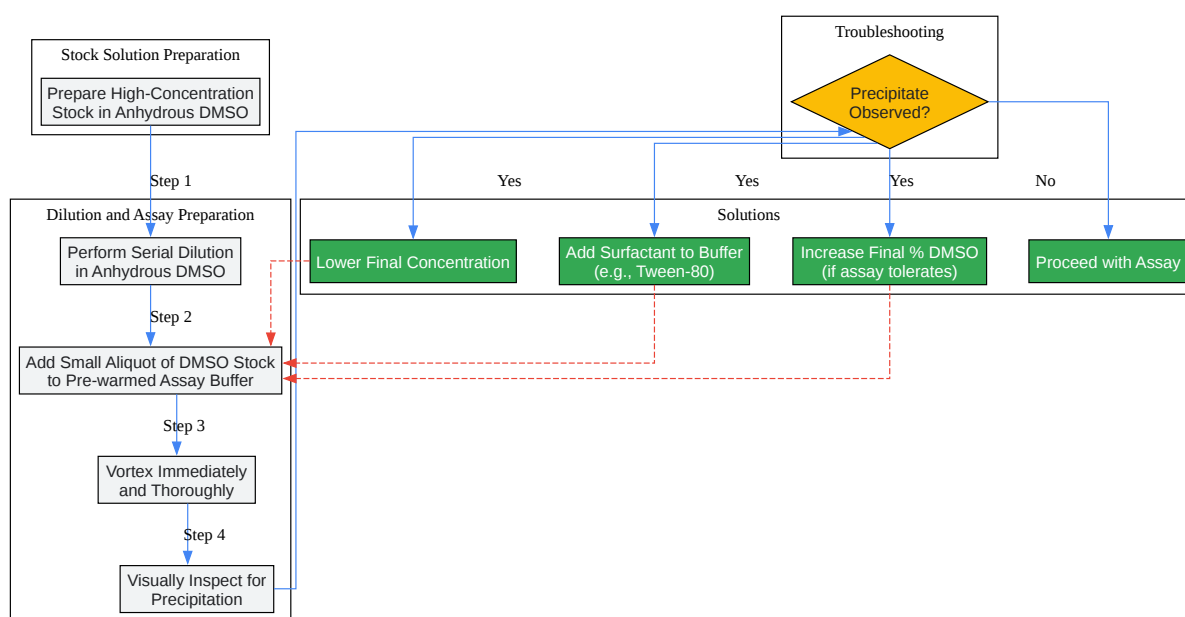 Stock Solution Preparation
Prepare High-Concentration
Stock in Anhydrous DMSO
Step 1
Dilution and Assay Preparation
Perform Serial Dilution
in Anhydrous DMSO
Step 2
Add Small Aliquot of DMSO Stock
to Pre-warmed Assay Buffer
Step 3
Vortex Immediately
and Thoroughly
Step 4
Visually Inspect for
Precipitation
Troubleshooting
Precipitate
Observed?
Yes
Yes
Yes
No
Solutions
Lower Final Concentration
Add Surfactant to Buffer
(e.g., Tween-80)
Increase Final % DMSO
(if assay tolerates)
Proceed with Assay